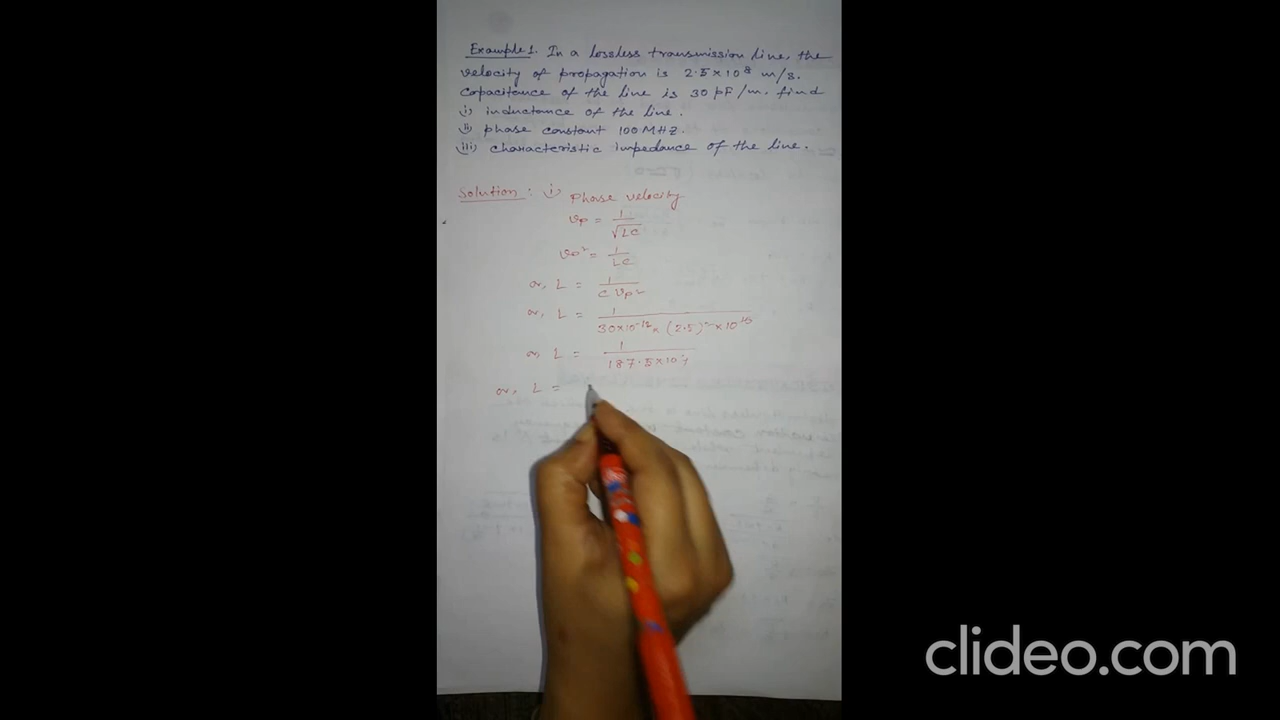 Example 1. In a lossless transmission line, the
velocity of propagation is 2.5×10⁸ m/s.
Capacitance of the line is 30 pF/m. find
i) inductance of the line.
ii) phase constant 100 MHZ.
iii) characteristic impedance of the line.
Solution : i) Phase velocity
vp = 1/√LC
vp² = 1/LC
or, L = 1/C vp²
or, L = 1/30×10⁻¹²×(2.5)²×10¹⁶
or, L = 1/187.5×10⁴
or, L =
clideo.com